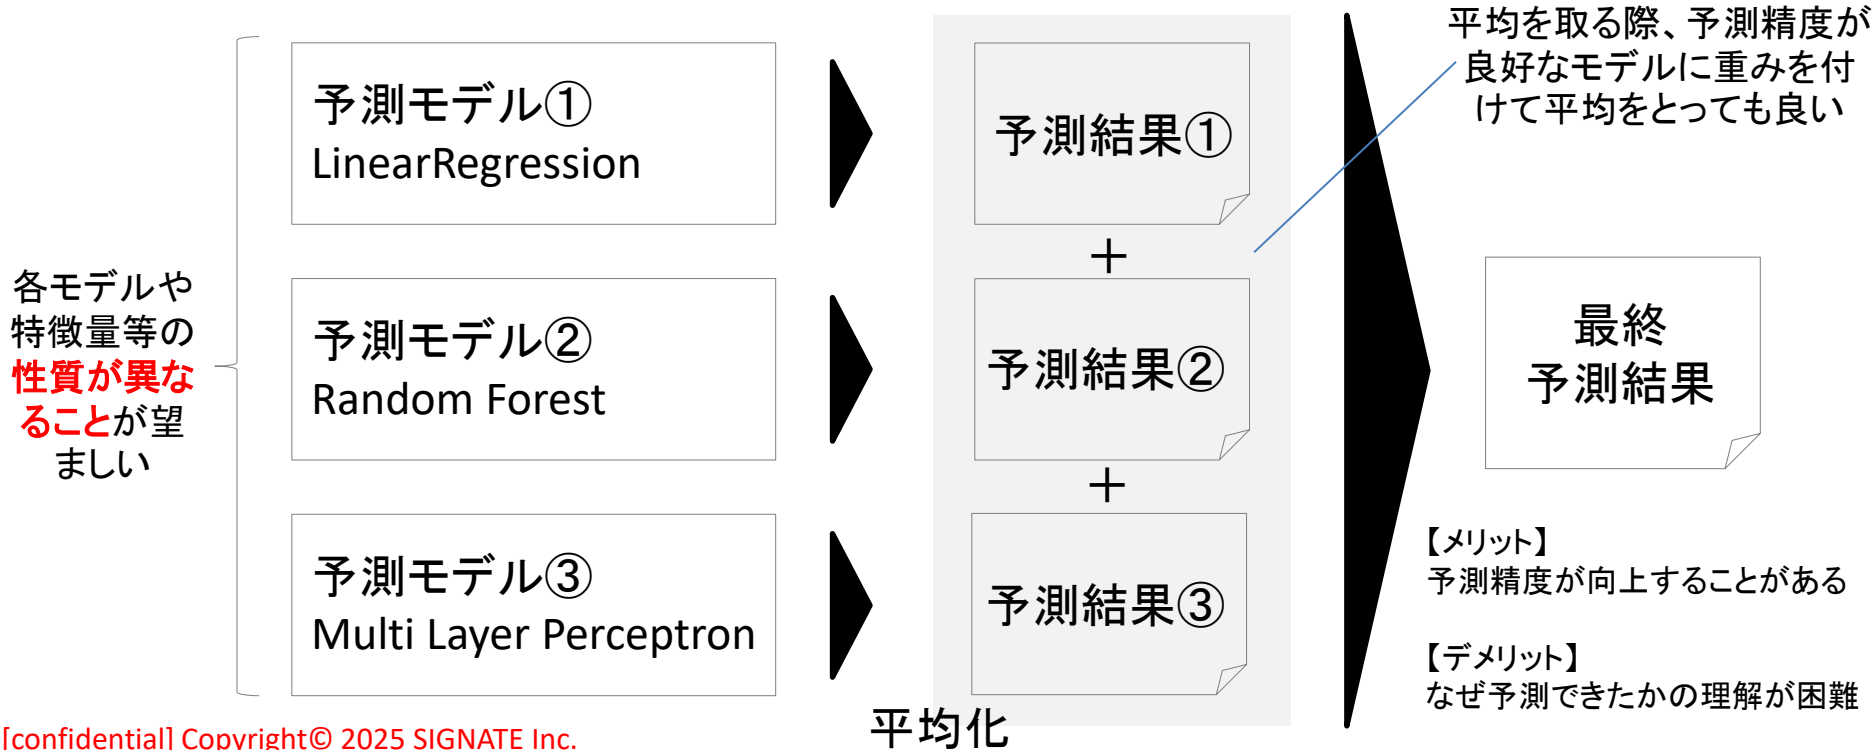 各モデルや
特徴量等の
性質が異な
ることが望
ましい
予測モデル①
LinearRegression
予測モデル②
Random Forest
予測モデル③
Multi Layer Perceptron
予測結果①
＋
予測結果②
＋
予測結果③
平均化
平均を取る際、予測精度が
良好なモデルに重みを付
けて平均をとっても良い
最終
予測結果
【メリット】
予測精度が向上することがある
【デメリット】
なぜ予測できたかの理解が困難
[confidential] Copyright© 2025 SIGNATE Inc.